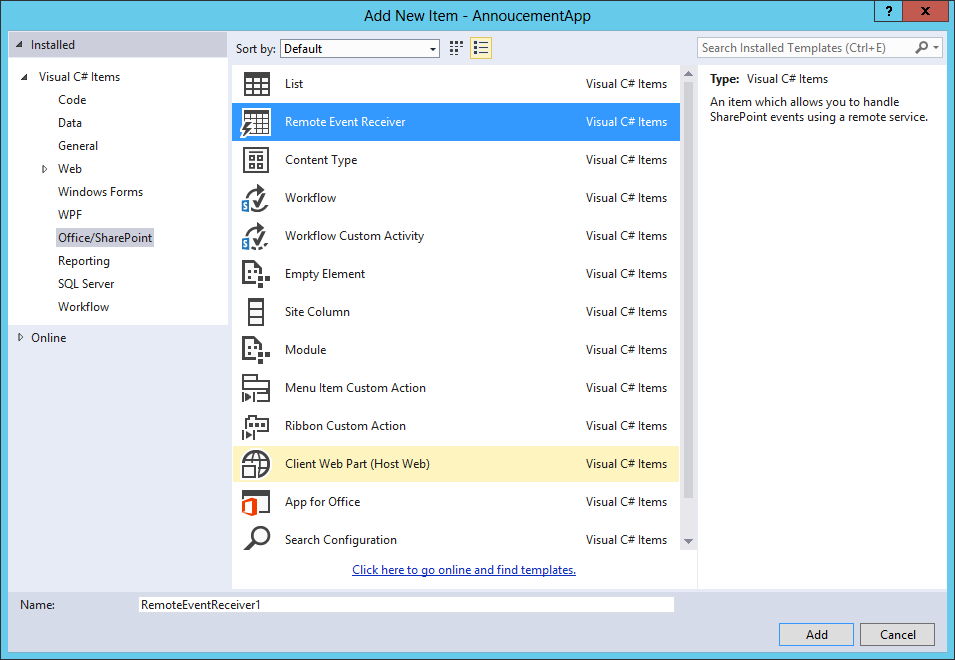 Add New Item - AnnoucementApp
?
x
Installed
Sort by: Default
Search Installed Templates (Ctrl+E)
Visual C# Items
Code
Data
General
Web
Windows Forms
WPF
Office/SharePoint
Reporting
SQL Server
Workflow
Online
List Visual C# Items
Remote Event Receiver Visual C# Items
Content Type Visual C# Items
Workflow Visual C# Items
Workflow Custom Activity Visual C# Items
Empty Element Visual C# Items
Site Column Visual C# Items
Module Visual C# Items
Menu Item Custom Action Visual C# Items
Ribbon Custom Action Visual C# Items
Client Web Part (Host Web) Visual C# Items
App for Office Visual C# Items
Search Configuration Visual C# Items
Click here to go online and find templates.
Type: Visual C# Items
An item which allows you to handle
SharePoint events using a remote service.
Name: RemoteEventReceiver1
Add
Cancel